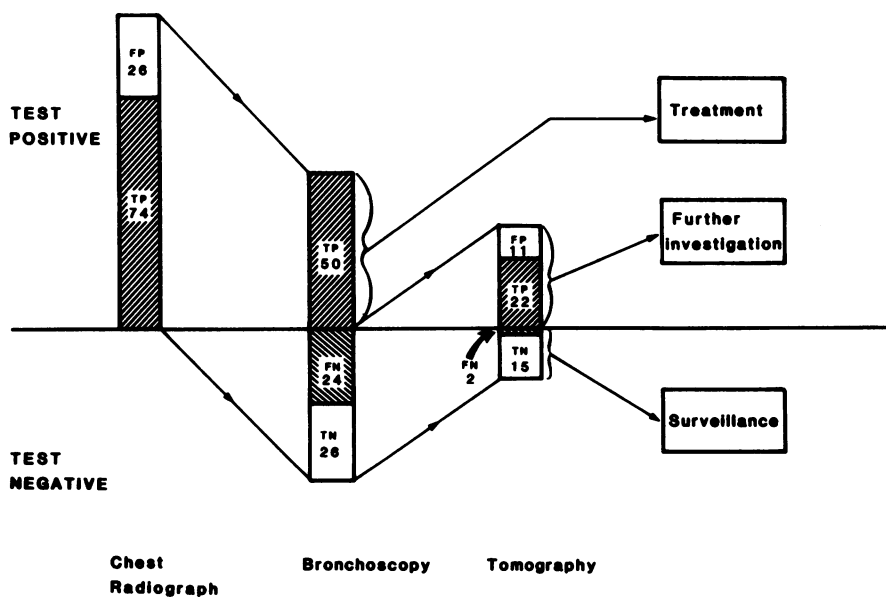 FP
26
TEST
POSITIVE
TP
74
TP
50
FN
24
TN
26
FP
11
TP
22
FN
2
TN
15
Treatment
Further
investigation
Surveillance
TEST
NEGATIVE
Chest
Radiograph
Bronchoscopy
Tomography